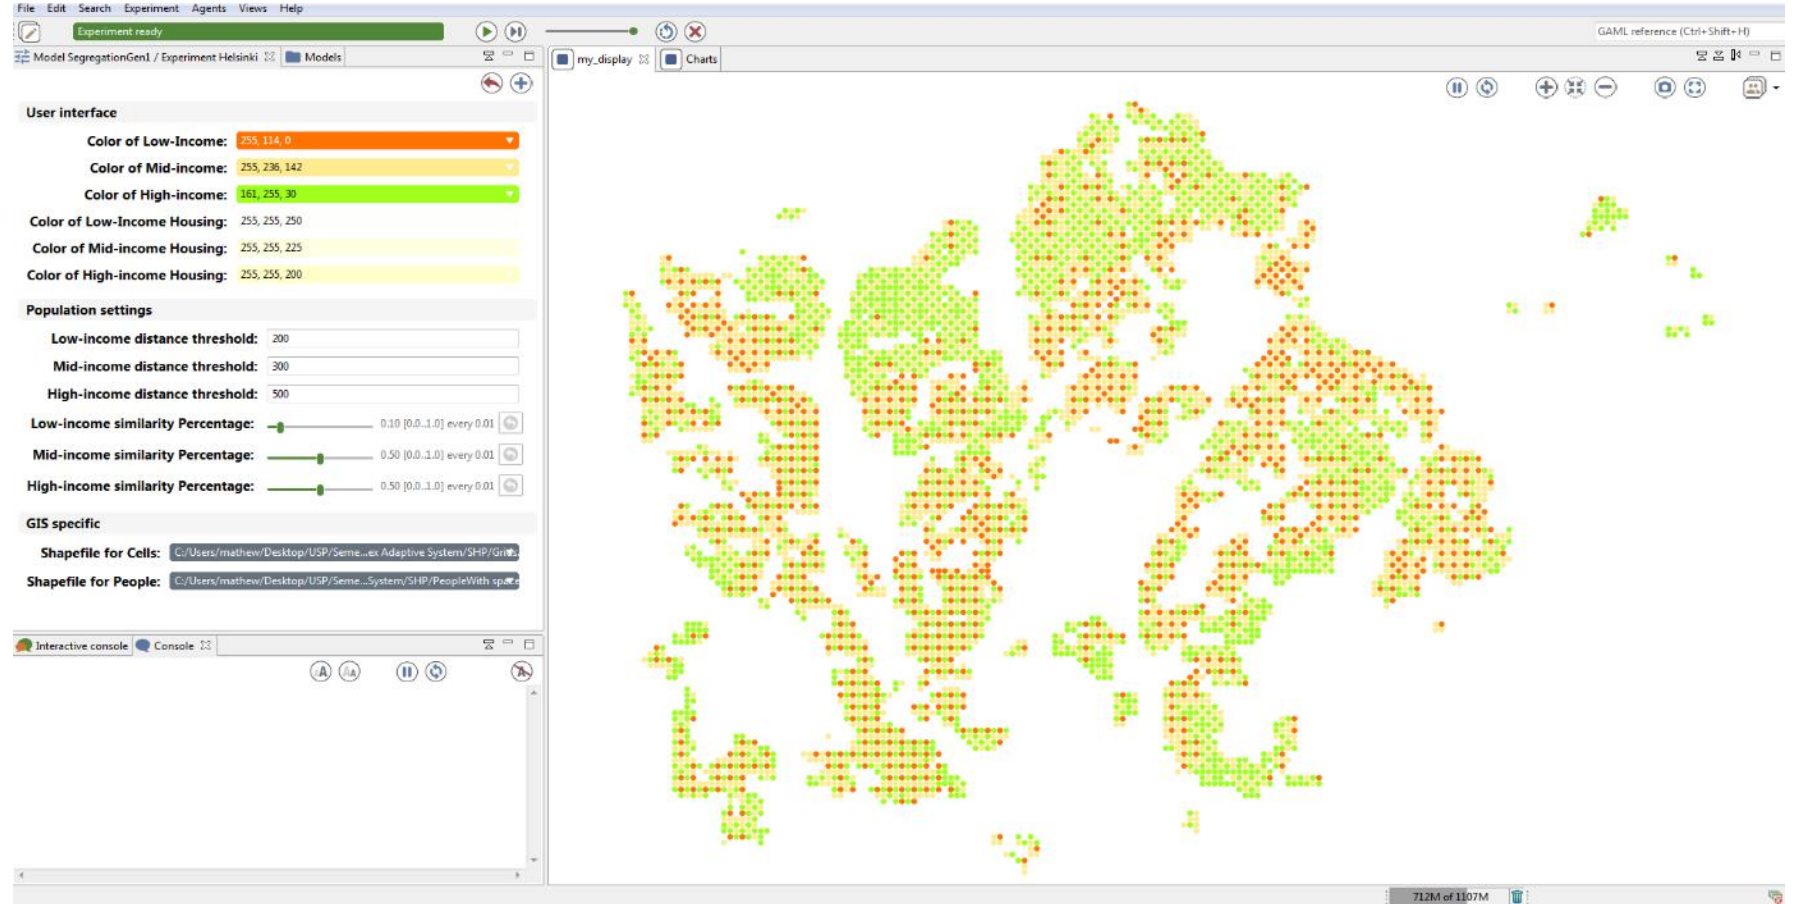 File Edit Search Experiment Agents Views Help
Experiment ready
GAML reference (Ctrl+Shift+H)
Model SegregationGen1 / Experiment Helsinki Models
my_display Charts
User interface
Color of Low-Income: 255, 114, 0
Color of Mid-income: 255, 236, 142
Color of High-income: 161, 255, 30
Color of Low-Income Housing: 255, 255, 250
Color of Mid-income Housing: 255, 255, 225
Color of High-income Housing: 255, 255, 200
Population settings
Low-income distance threshold: 200
Mid-income distance threshold: 300
High-income distance threshold: 500
Low-income similarity Percentage: 0.10 [0.0..1.0] every 0.01
Mid-income similarity Percentage: 0.50 [0.0..1.0] every 0.01
High-income similarity Percentage: 0.50 [0.0..1.0] every 0.01
GIS specific
Shapefile for Cells: C:/Users/mathew/Desktop/USP/Seme...ex Adaptive System/SHP/Grids
Shapefile for People: C:/Users/mathew/Desktop/USP/Seme...System/SHP/PeopleWith space
Interactive console Console
712M of 1107M